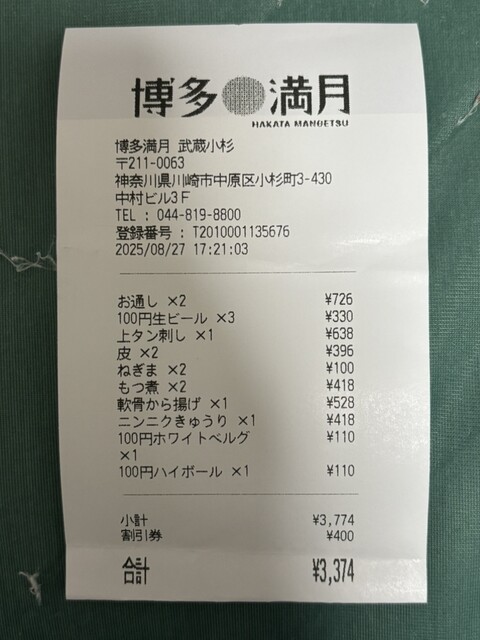 博多満月
HAKATA MANGETSU
博多満月 武蔵小杉
〒211-0063
神奈川県川崎市中原区小杉町3-430
中村ビル3F
TEL : 044-819-8800
登録番号 : T2010001135676
2025/08/27 17:21:03
お通し ×2 ¥726
100円生ビール ×3 ¥330
上タン刺し ×1 ¥638
皮 ×2 ¥396
ねぎま ×2 ¥100
もつ煮 ×2 ¥418
軟骨から揚げ ×1 ¥528
ニンニクきゅうり ×1 ¥418
100円ホワイトベルグ ¥110
×1
100円ハイボール ×1 ¥110
小計 ¥3,774
割引券 ¥400
合計 ¥3,374